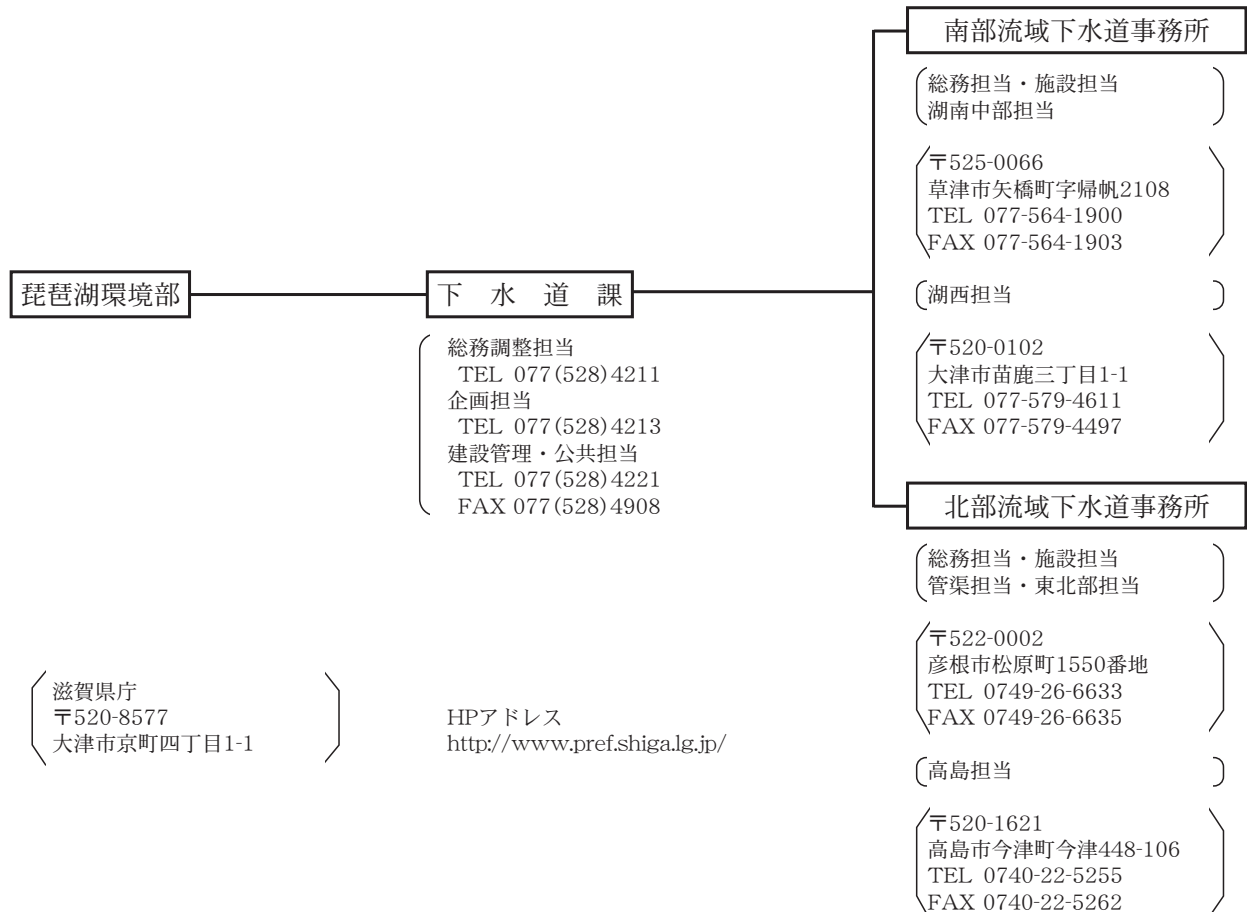 南部流域下水道事務所
総務担当・施設担当
湖南中部担当
〒525-0066
草津市矢橋町字帰帆2108
TEL 077-564-1900
FAX 077-564-1903
琵琶湖環境部
下 水 道 課
湖西担当
総務調整担当
TEL 077(528)4211
企画担当
TEL 077(528)4213
建設管理・公共担当
TEL 077(528)4221
FAX 077(528)4908
〒520-0102
大津市苗鹿三丁目1-1
TEL 077-579-4611
FAX 077-579-4497
北部流域下水道事務所
総務担当・施設担当
管渠担当・東北部担当
〒522-0002
彦根市松原町1550番地
TEL 0749-26-6633
FAX 0749-26-6635
滋賀県庁
〒520-8577
大津市京町四丁目1-1
HPアドレス
http://www.pref.shiga.lg.jp/
高島担当
〒520-1621
高島市今津町今津448-106
TEL 0740-22-5255
FAX 0740-22-5262